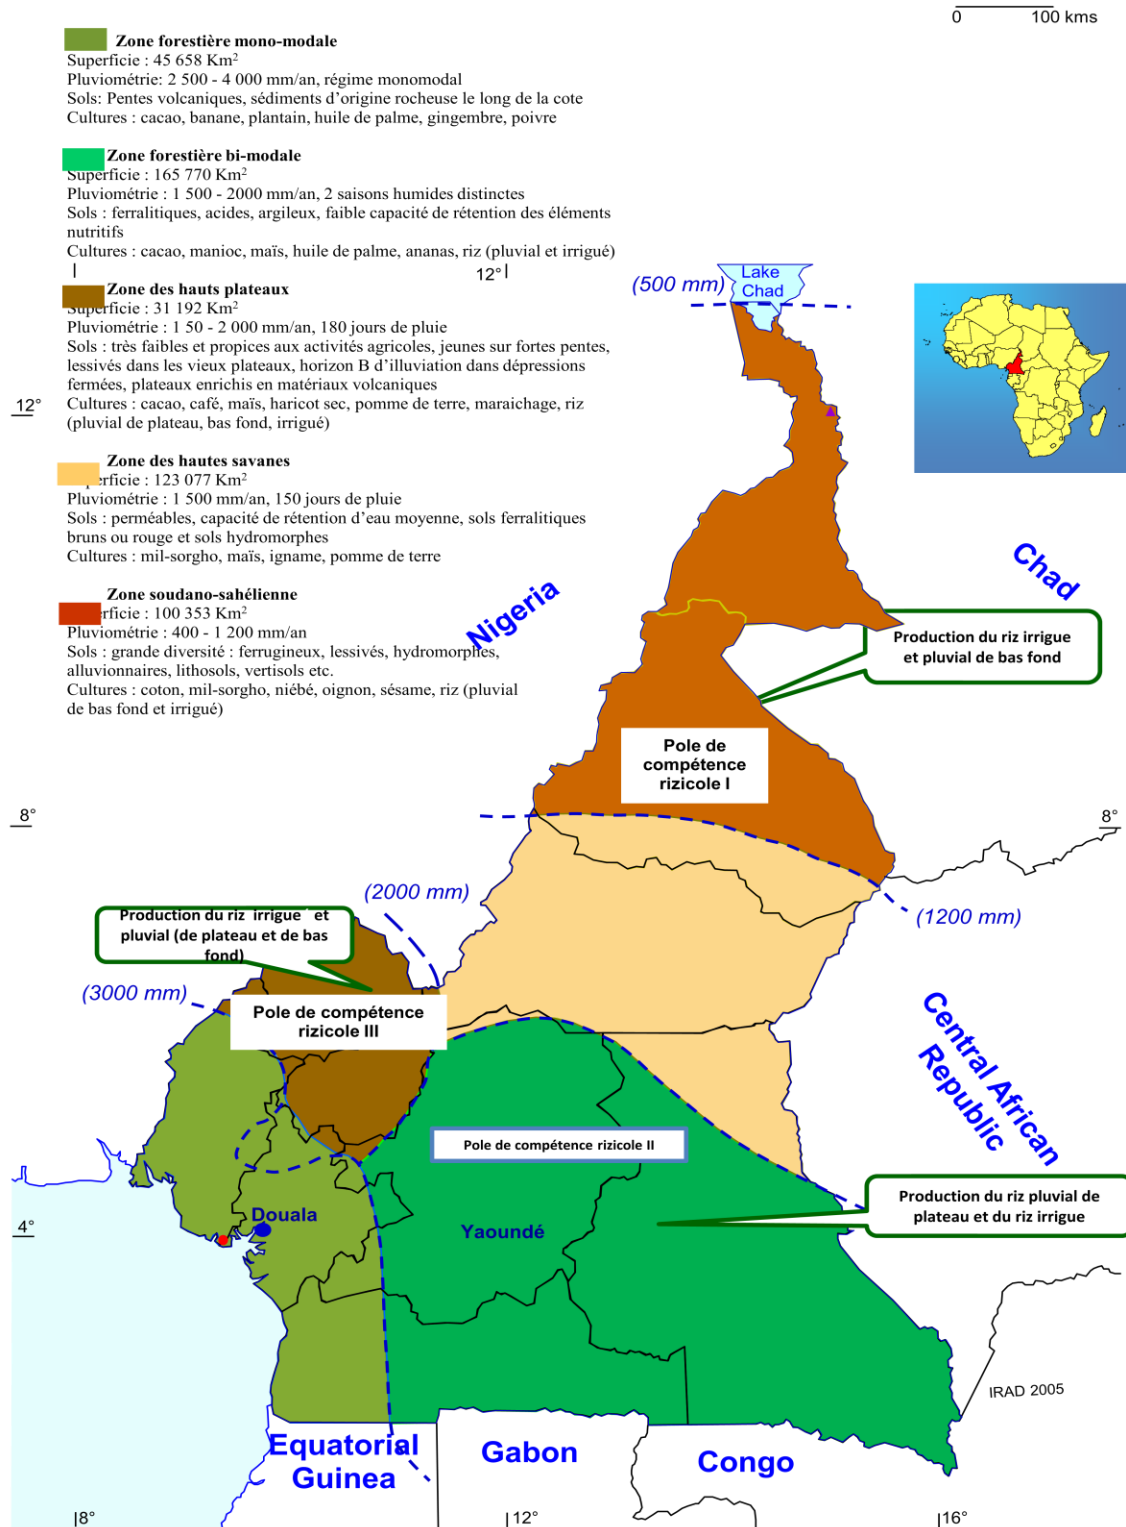 0 100 kms
Zone forestière mono-modale
Superficie : 45 658 Km²
Pluviométrie: 2 500 - 4 000 mm/an, régime monomodal
Sols: Pentes volcaniques, sédiments d’origine rocheuse le long de la cote
Cultures : cacao, banane, plantain, huile de palme, gingembre, poivre
Zone forestière bi-modale
Superficie : 165 770 Km²
Pluviométrie : 1 500 - 2000 mm/an, 2 saisons humides distinctes
Sols : ferralitiques, acides, argileux, faible capacité de rétention des éléments
nutritifs
Cultures : cacao, manioc, maïs, huile de palme, ananas, riz (pluvial et irrigué)
12°
Zone des hauts plateaux
Superficie : 31 192 Km²
Pluviométrie : 1 50 - 2 000 mm/an, 180 jours de pluie
Sols : très faibles et propices aux activités agricoles, jeunes sur fortes pentes,
lessivés dans les vieux plateaux, horizon B d’illuviation dans dépressions
fermées, plateaux enrichis en matériaux volcaniques
Cultures : cacao, café, maïs, haricot sec, pomme de terre, maraichage, riz
(pluvial de plateau, bas fond, irrigué)
12°
Zone des hautes savanes
perficie : 123 077 Km²
Pluviométrie : 1 500 mm/an, 150 jours de pluie
Sols : perméables, capacité de rétention d’eau moyenne, sols ferralitiques
bruns ou rouge et sols hydromorphes
Cultures : mil-sorgho, maïs, igname, pomme de terre
Zone soudano-sahélienne
erficie : 100 353 Km²
Pluviométrie : 400 - 1 200 mm/an
Sols : grande diversité : ferrugineux, lessivés, hydromorphes,
alluvionnaires, lithosols, vertisols etc.
Cultures : coton, mil-sorgho, niébé, oignon, sésame, riz (pluvial
de bas fond et irrigué)
Lake
Chad
(500 mm)
Chad
Nigeria
Production du riz irrigue
et pluvial de bas fond
Pole de
compétence
rizicole I
8°
8°
(2000 mm)
(1200 mm)
Production du riz irrigue et
pluvial (de plateau et de bas
fond)
(3000 mm)
Pole de compétence
rizicole III
Central African
Republic
Pole de compétence rizicole II
Production du riz pluvial de
plateau et du riz irrigue
Douala
Yaoundé
4°
IRAD 2005
Equatorial
Guinea
Gabon
Congo
8°
12°
16°